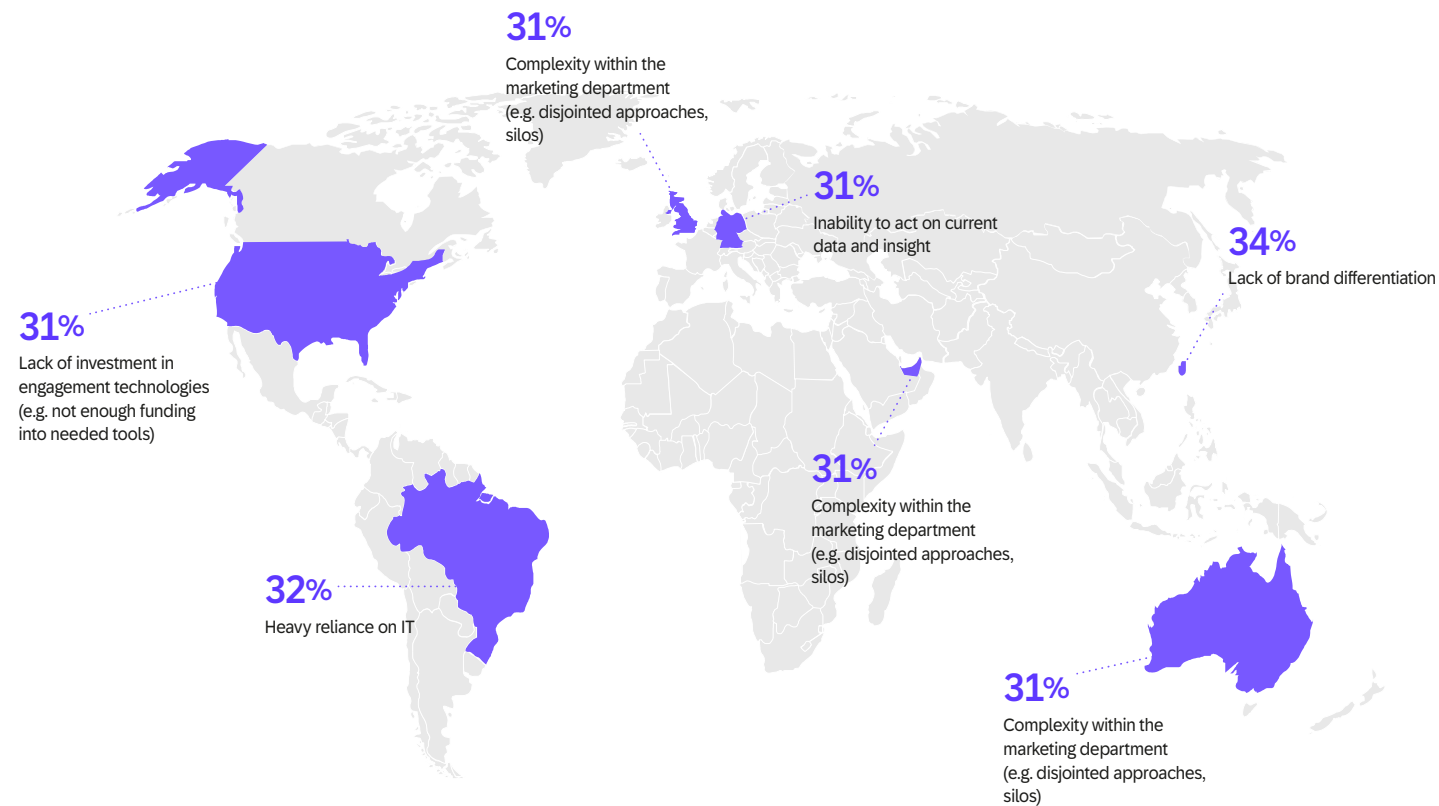 31%
Complexity within the
marketing department
(e.g. disjointed approaches,
silos)
31%
Inability to act on current
data and insight
34%
Lack of brand differentiation
31%
Lack of investment in
engagement technologies
(e.g. not enough funding
into needed tools)
31%
Complexity within the
marketing department
(e.g. disjointed approaches,
silos)
32%
Heavy reliance on IT
31%
Complexity within the
marketing department
(e.g. disjointed approaches,
silos)